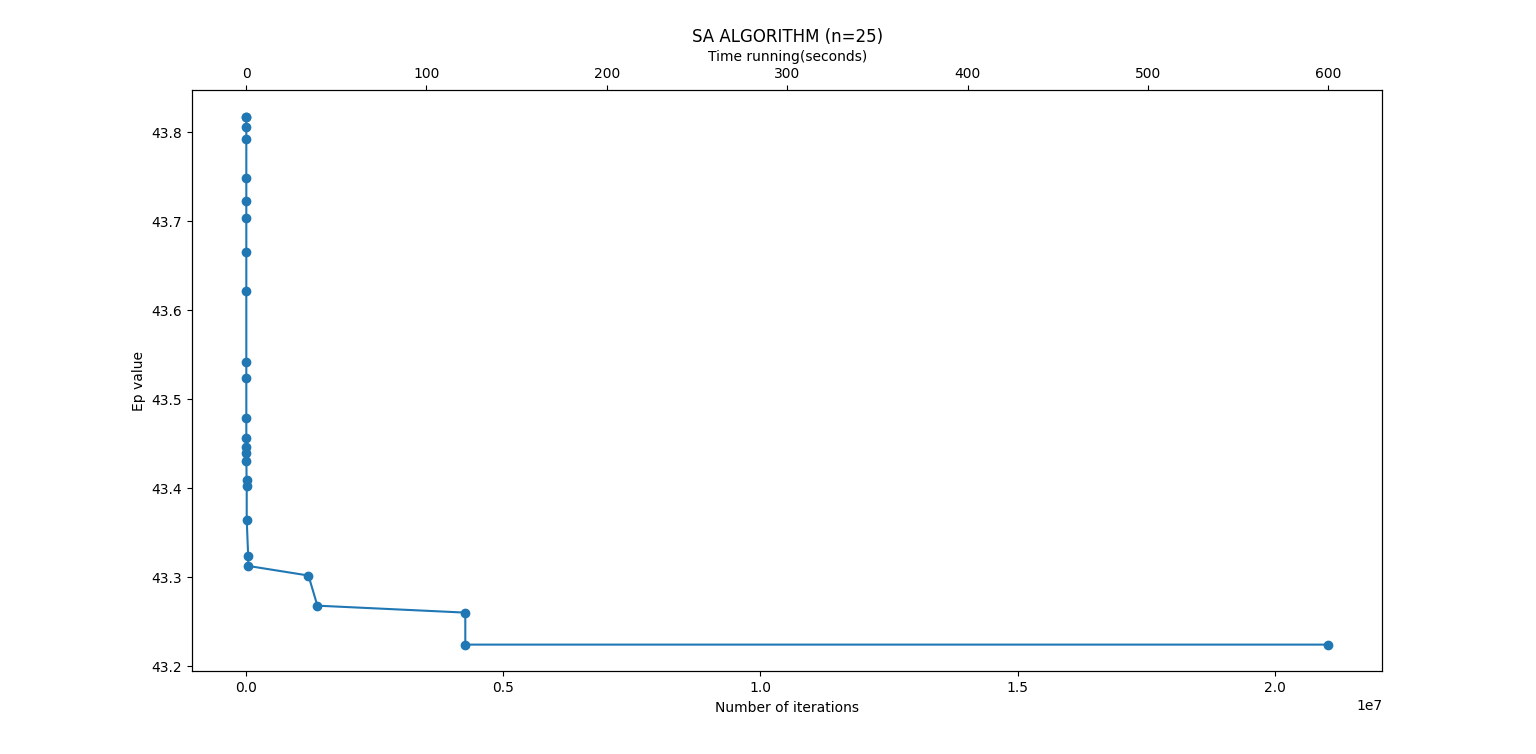 SA ALGORITHM (n=25)
Time running(seconds)
0 100 200 300 400 500 600
43.8
43.7
43.6
43.5
43.4
43.3
43.2
Ep value
0.0 0.5 1.0 1.5 2.0
1e7
Number of iterations